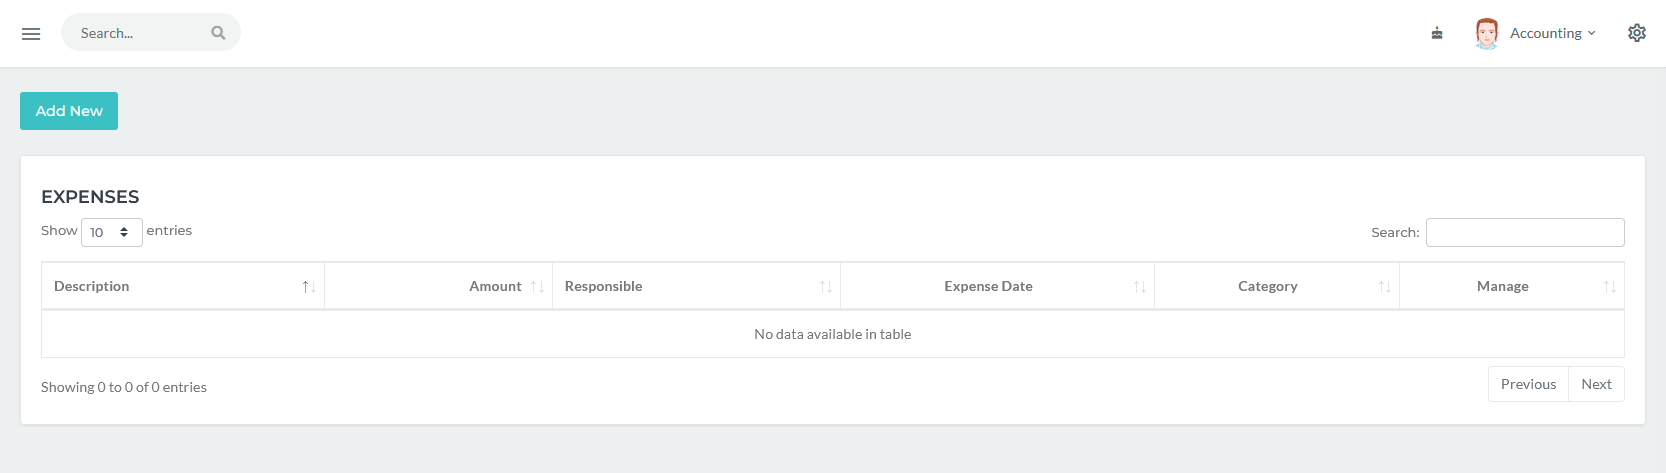 Search...
Accounting
Add New
EXPENSES
Show 10 entries
Search:
Description Amount Responsible Expense Date Category Manage
No data available in table
Showing 0 to 0 of 0 entries
Previous Next